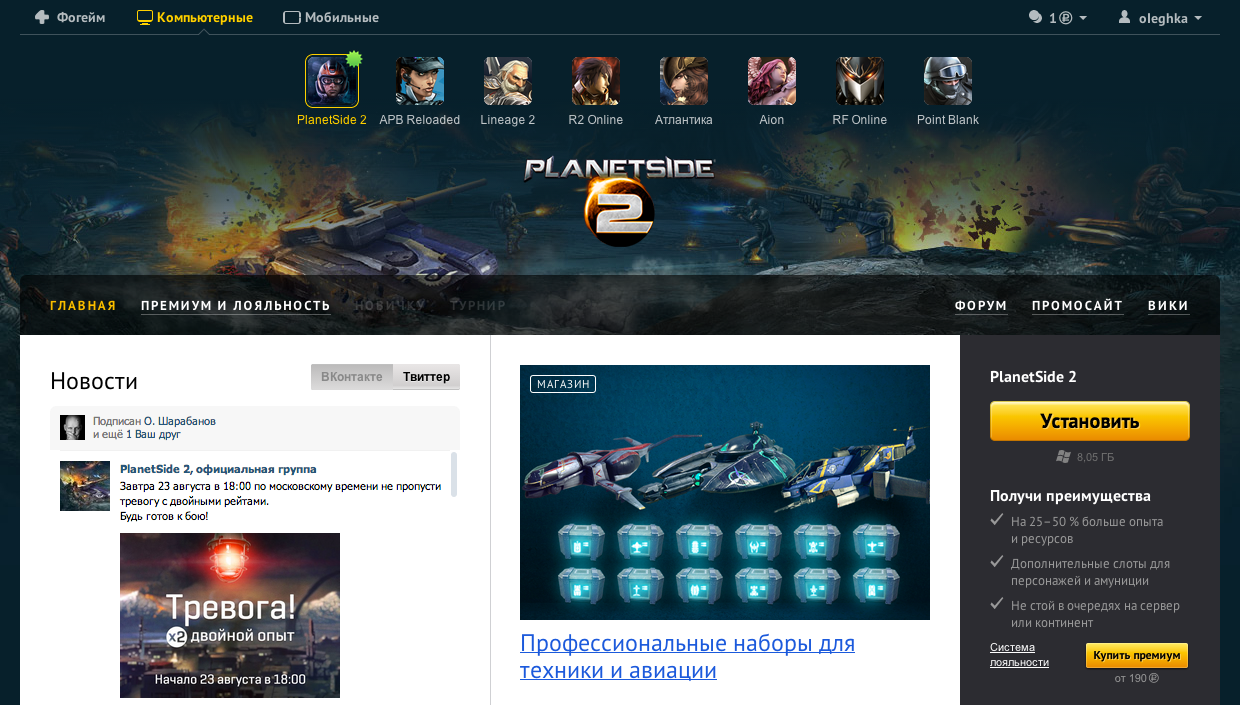 Фогейм
Компьютерные
Мобильные
1
oleghka
PlanetSide 2
APB Reloaded
Lineage 2
R2 Online
Атлантика
Aion
RF Online
Point Blank
PLANETSIDE
2
ГЛАВНАЯ
ПРЕМИУМ И ЛОЯЛЬНОСТЬ
НОВИЧКУ
ТУРНИР
ФОРУМ
ПРОМОСАЙТ
ВИКИ
Новости
ВКонтакте
Твиттер
Подписан О. Шарабанов
и ещё 1 Ваш друг
PlanetSide 2, официальная группа
Завтра 23 августа в 18:00 по московскому времени не пропусти
тревогу с двойными рейтами.
Будь готов к бою!
Тревога!
x2 двойной опыт
Начало 23 августа в 18:00
МАГАЗИН
Профессиональные наборы для
техники и авиации
PlanetSide 2
Установить
8,05 ГБ
Получи преимущества
На 25–50 % больше опыта
и ресурсов
Дополнительные слоты для
персонажей и амуниции
Не стой в очередях на сервер
или континент
Система
лояльности
Купить премиум
от 190 ₽